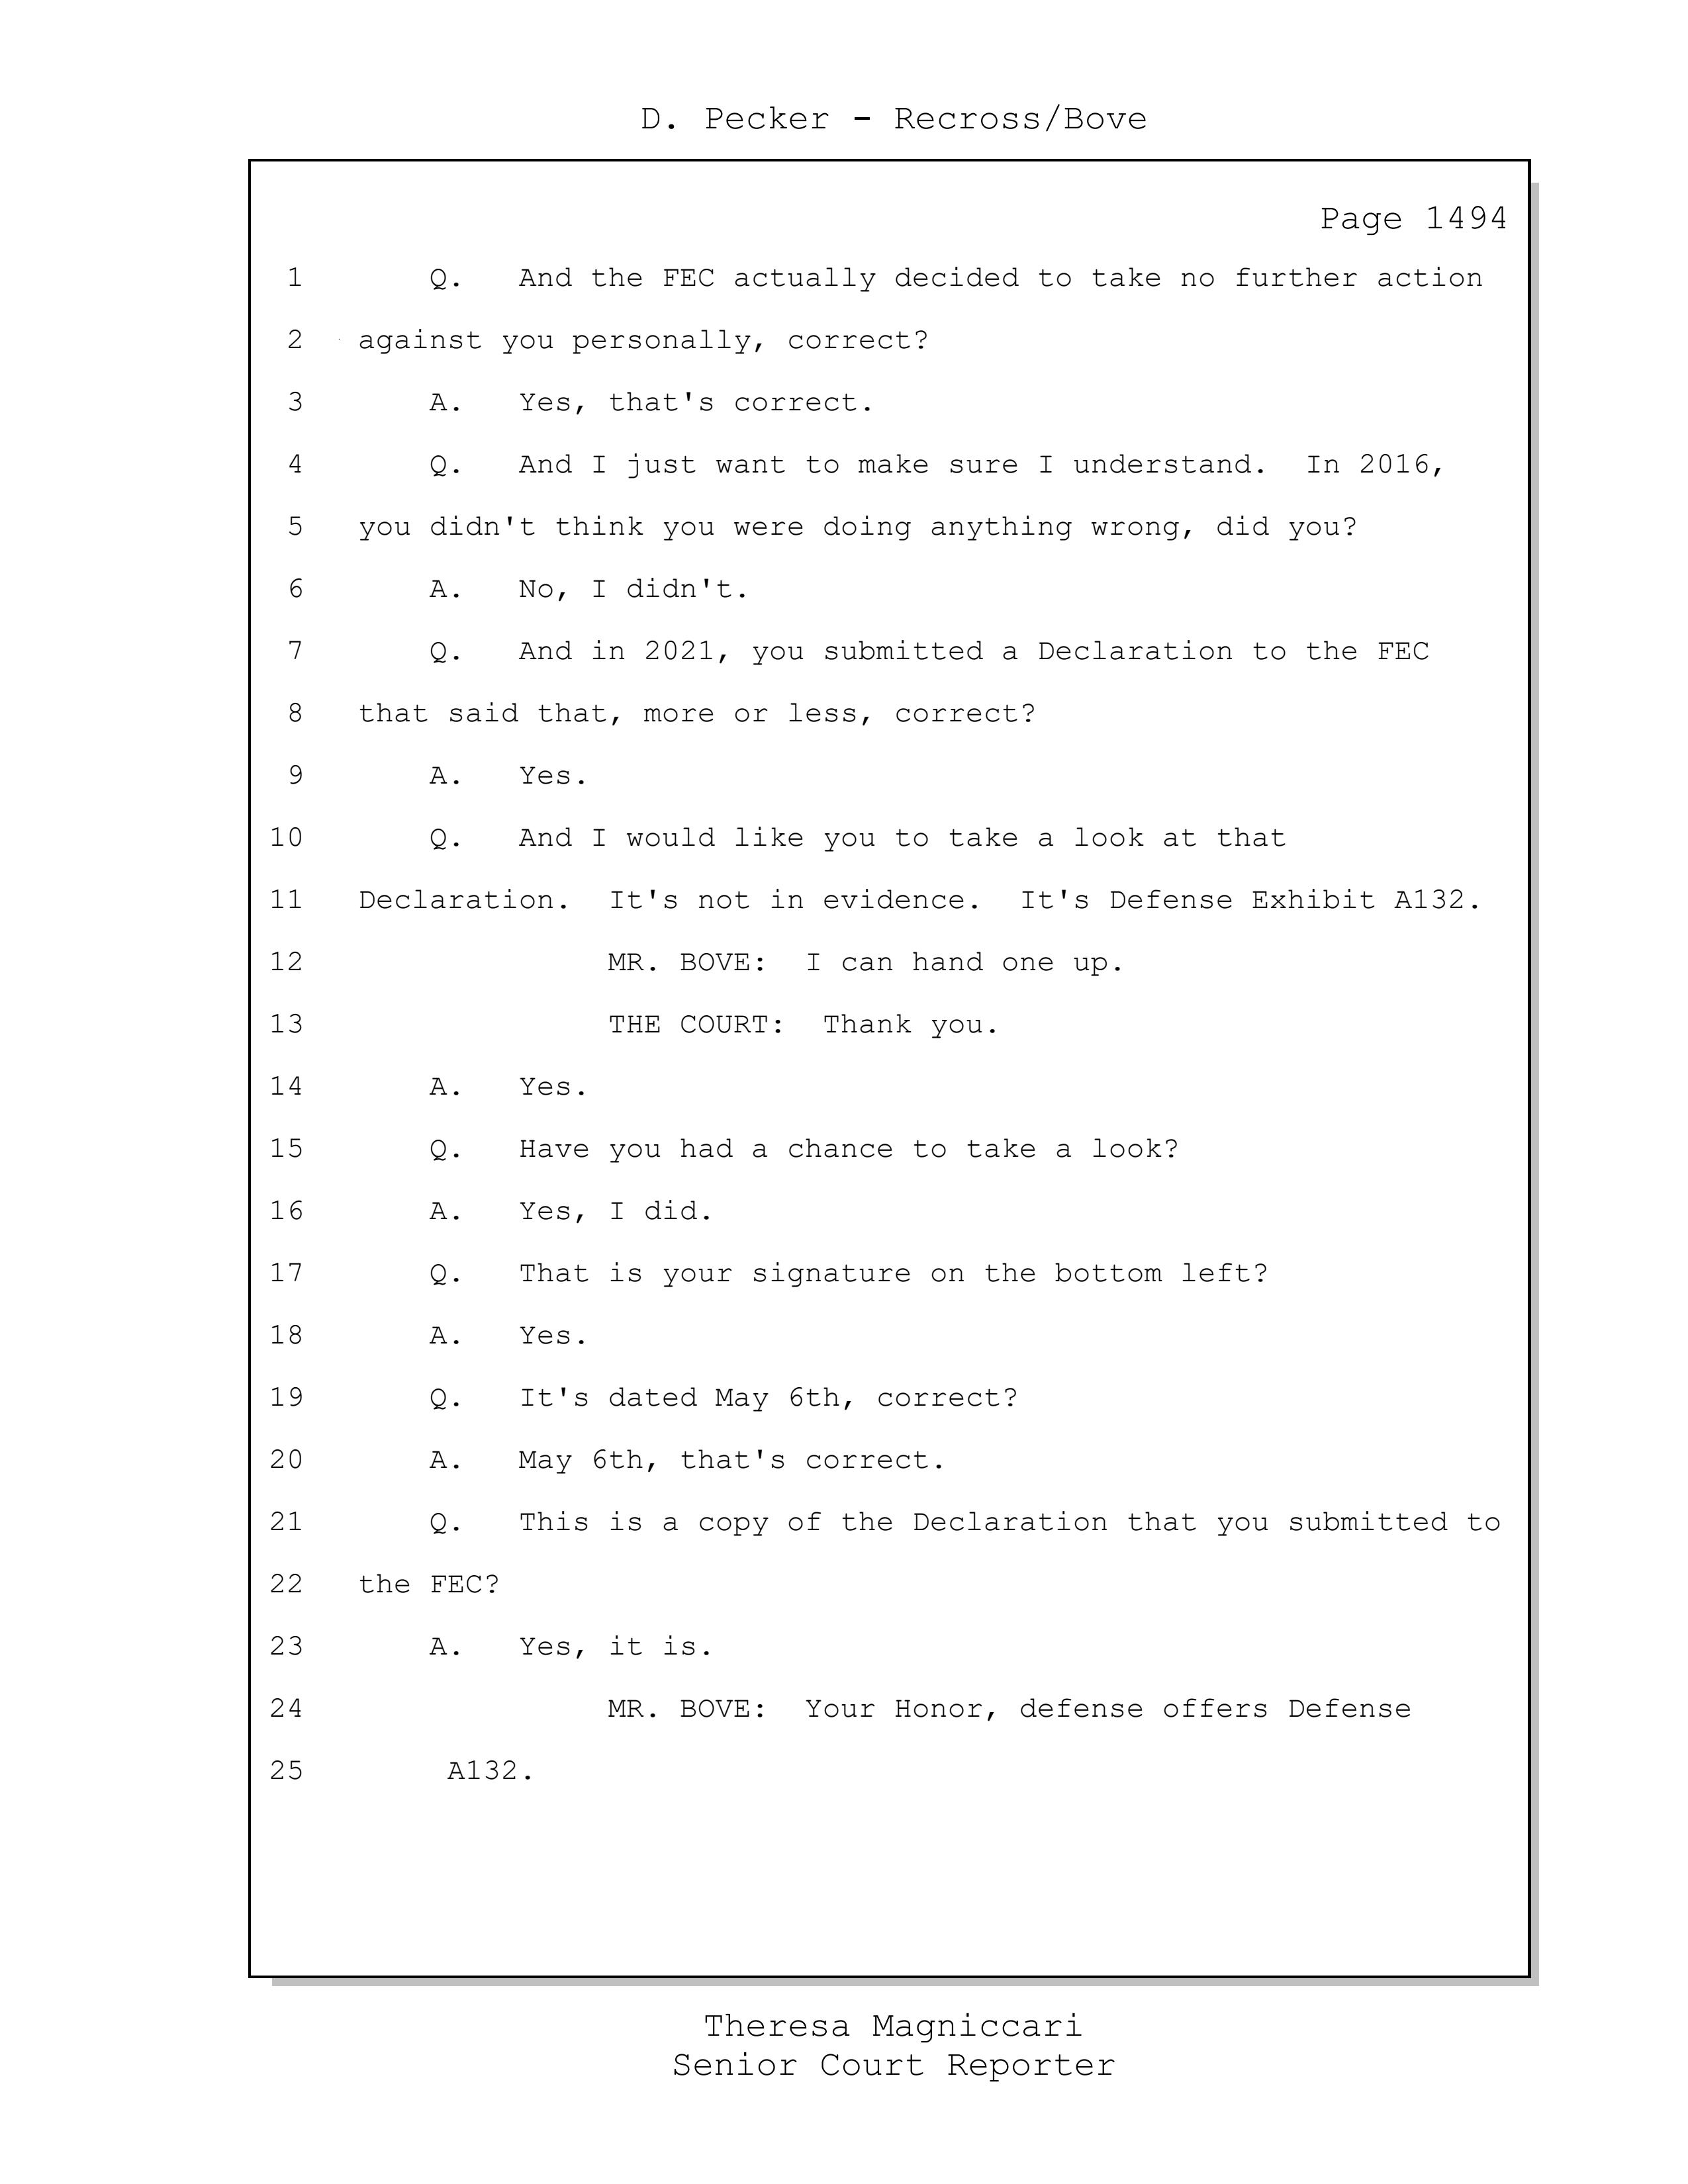 D. Pecker - Recross/Bove
Page 1494
1 Q. And the FEC actually decided to take no further action
2 against you personally, correct?
3 A. Yes, that's correct.
4 Q. And I just want to make sure I understand. In 2016,
5 you didn't think you were doing anything wrong, did you?
6 A. No, I didn't.
7 Q. And in 2021, you submitted a Declaration to the FEC
8 that said that, more or less, correct?
9 A. Yes.
10 Q. And I would like you to take a look at that
11 Declaration. It's not in evidence. It's Defense Exhibit A132.
12 MR. BOVE: I can hand one up.
13 THE COURT: Thank you.
14 A. Yes.
15 Q. Have you had a chance to take a look?
16 A. Yes, I did.
17 Q. That is your signature on the bottom left?
18 A. Yes.
19 Q. It's dated May 6th, correct?
20 A. May 6th, that's correct.
21 Q. This is a copy of the Declaration that you submitted to
22 the FEC?
23 A. Yes, it is.
24 MR. BOVE: Your Honor, defense offers Defense
25 A132.
Theresa Magniccari
Senior Court Reporter